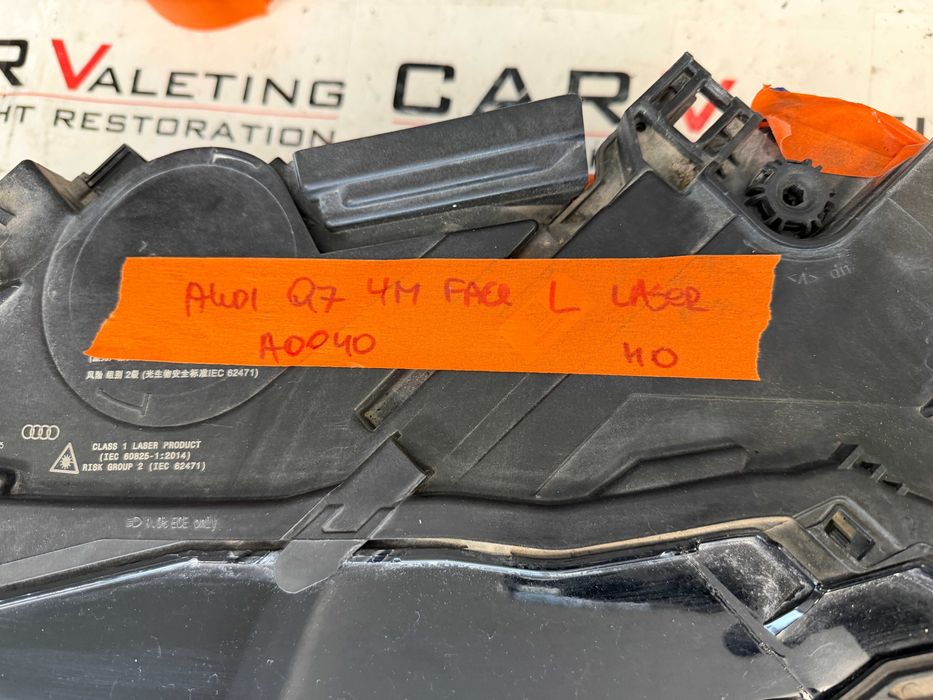 R VALETING CAR V
HT RESTORATION
AUDI Q7 4M FACE L LASER
A0040 40
风险 组别 2级 (光生物安全标准IEC 62471)
CLASS 1 LASER PRODUCT
(IEC 60825-1:2014)
RISK GROUP 2 (IEC 62471)
1.0% ECE only